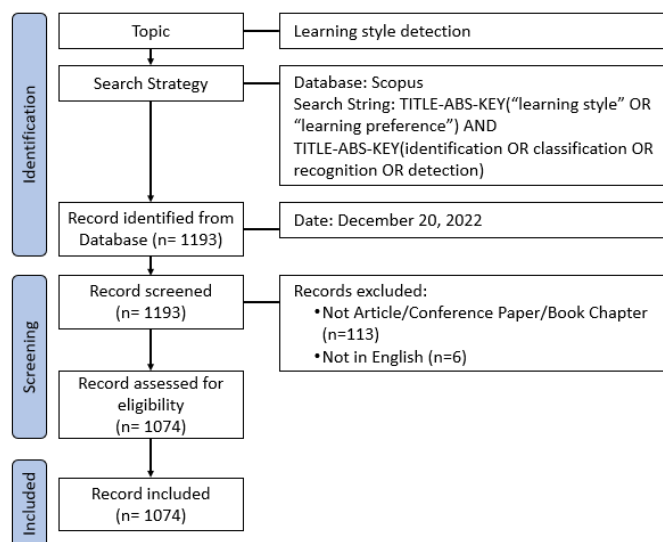 Identification
Topic
Learning style detection
Search Strategy
Database: Scopus
Search String: TITLE-ABS-KEY(“learning style” OR
“learning preference”) AND
TITLE-ABS-KEY(identification OR classification OR
recognition OR detection)
Record identified from
Database (n= 1193)
Date: December 20, 2022
Screening
Record screened
(n= 1193)
Records excluded:
•Not Article/Conference Paper/Book Chapter
(n=113)
•Not in English (n=6)
Record assessed for
eligibility
(n= 1074)
Included
Record included
(n= 1074)